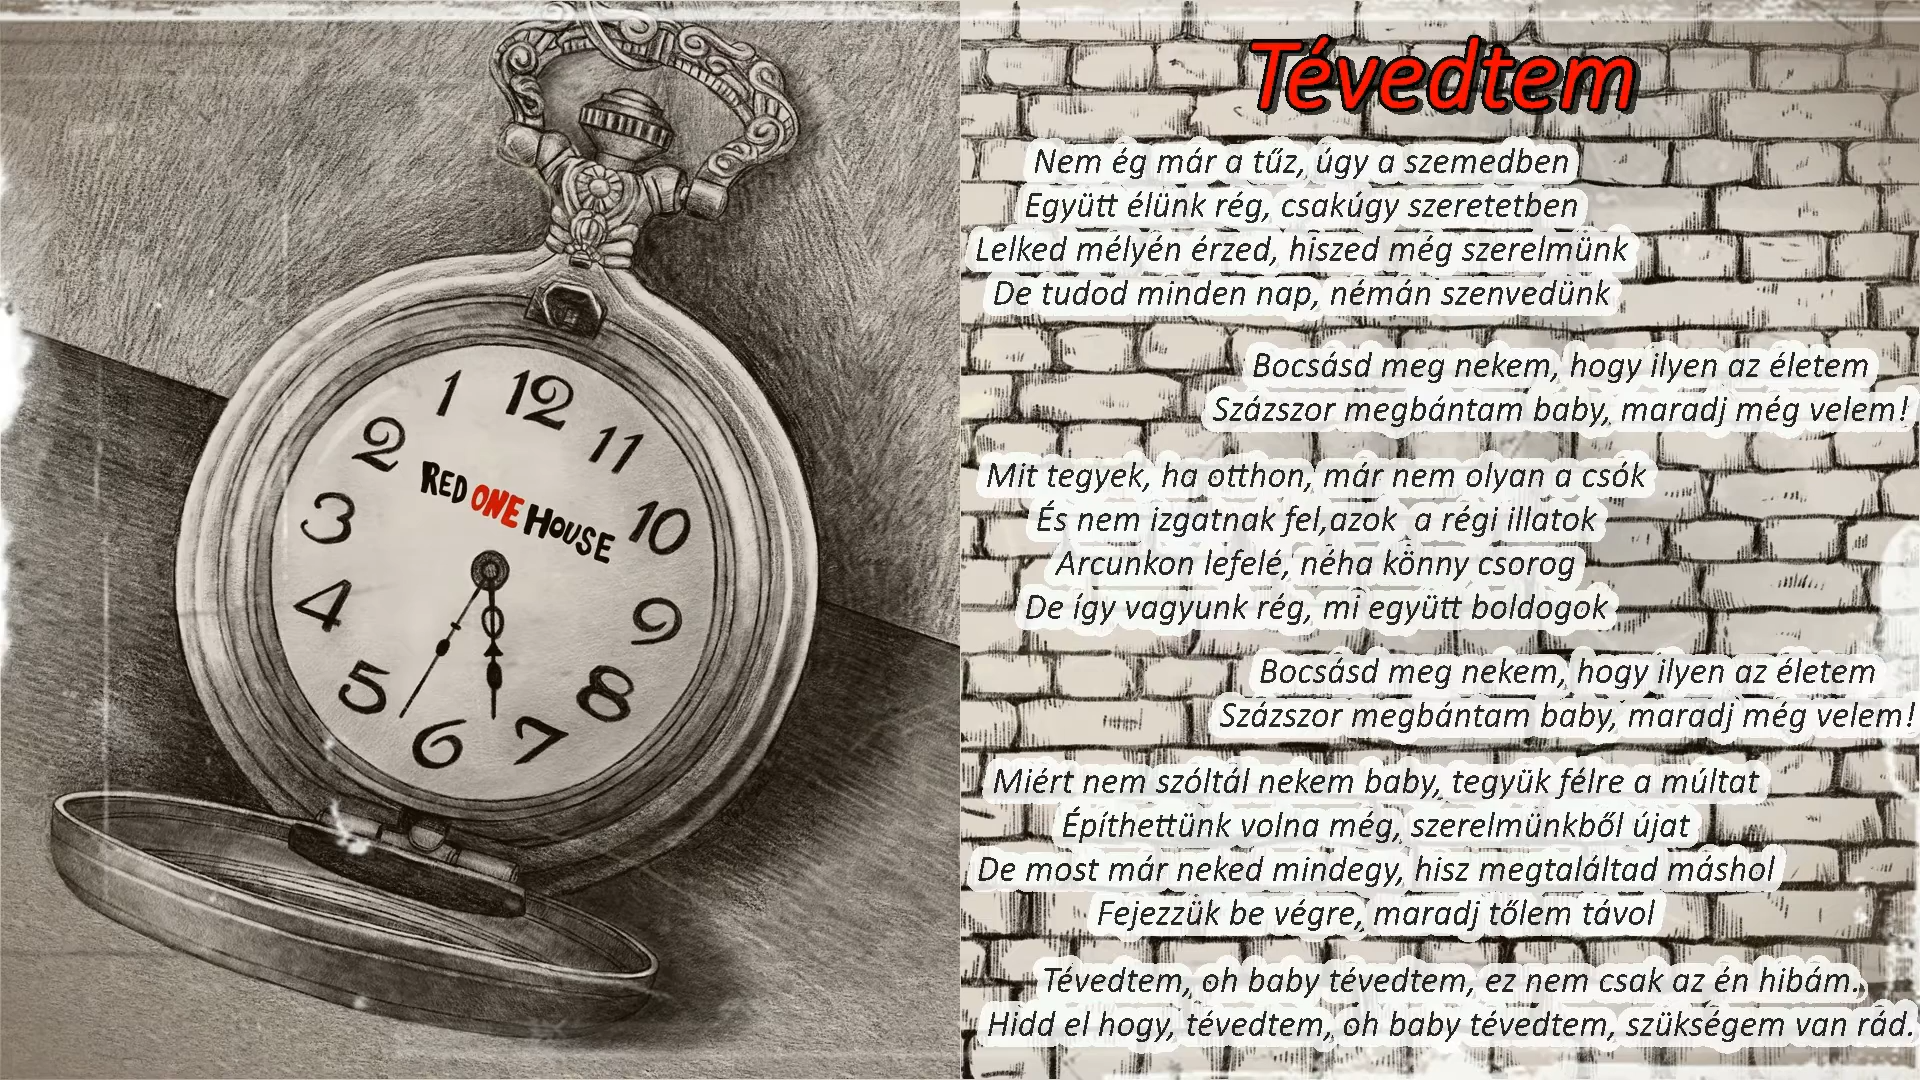 1 12 11
2 10
RED ONE HOUSE
3
4 9
5 8
6 7
Tévedtem
Nem ég már a tűz, úgy a szemedben
Együtt élünk rég, csakúgy szeretetben
Lelked mélyén érzed, hiszed még szerelmünk
De tudod minden nap, némán szenvedünk
Bocsásd meg nekem, hogy ilyen az életem
Százszor megbántam baby, maradj még velem!
Mit tegyek, ha otthon, már nem olyan a csók
És nem izgatnak fel,azok a régi illatok
Arcunkon lefelé, néha könny csorog
De így vagyunk rég, mi együtt boldogok
Bocsásd meg nekem, hogy ilyen az életem
Százszor megbántam baby, maradj még velem!
Miért nem szóltál nekem baby, tegyük félre a múltat
Építhettünk volna még, szerelmünkből újat
De most már neked mindegy, hisz megtaláltad máshol
Fejezzük be végre, maradj tőlem távol
Tévedtem, oh baby tévedtem, ez nem csak az én hibám.
Hidd el hogy, tévedtem, oh baby tévedtem, szükségem van rád.